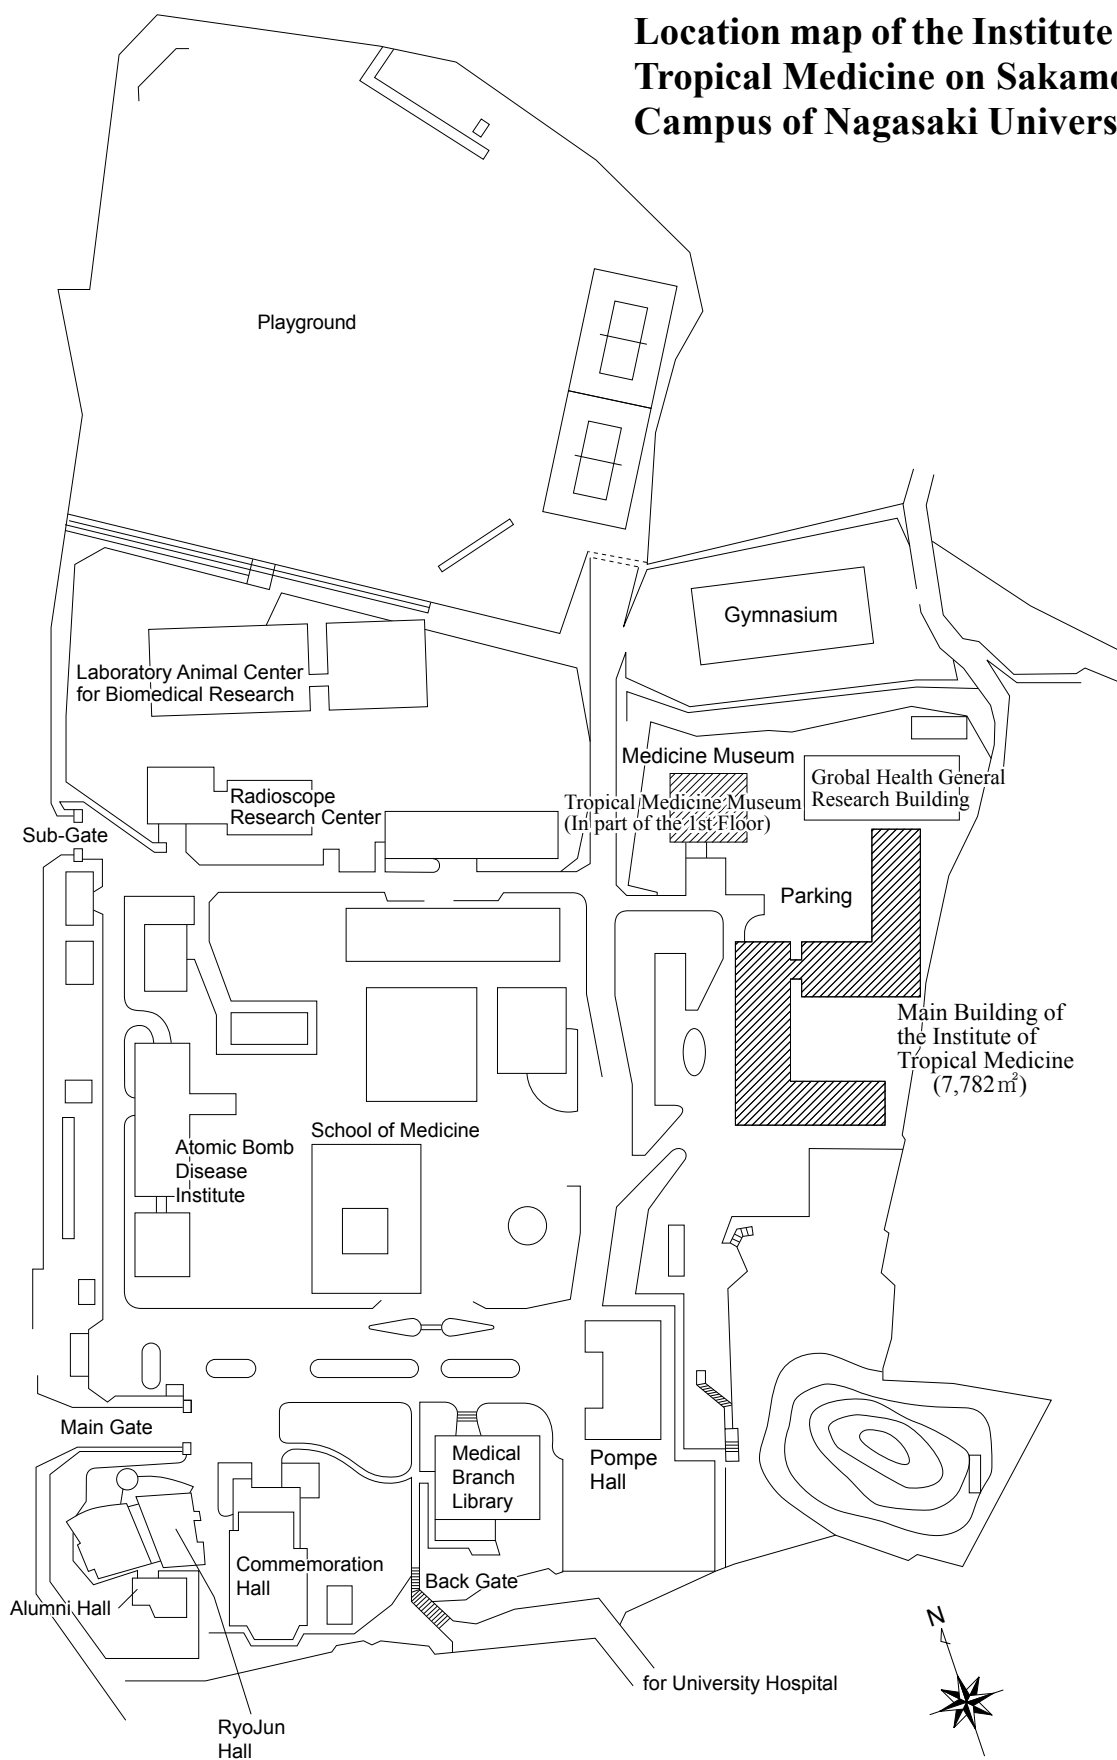 Location map of the Institute
Tropical Medicine on Sakamo
Campus of Nagasaki Univers
Playground
Gymnasium
Laboratory Animal Center
for Biomedical Research
Medicine Museum
Grobal Health General
Research Building
Tropical Medicine Museum
(In part of the 1st Floor)
Radioscope
Research Center
Sub-Gate
Parking
Main Building of
the Institute of
Tropical Medicine
(7,782㎡)
School of Medicine
Atomic Bomb
Disease
Institute
Main Gate
Medical
Branch
Library
Pompe
Hall
Commemoration
Hall
Back Gate
Alumni Hall
N
for University Hospital
RyoJun
Hall